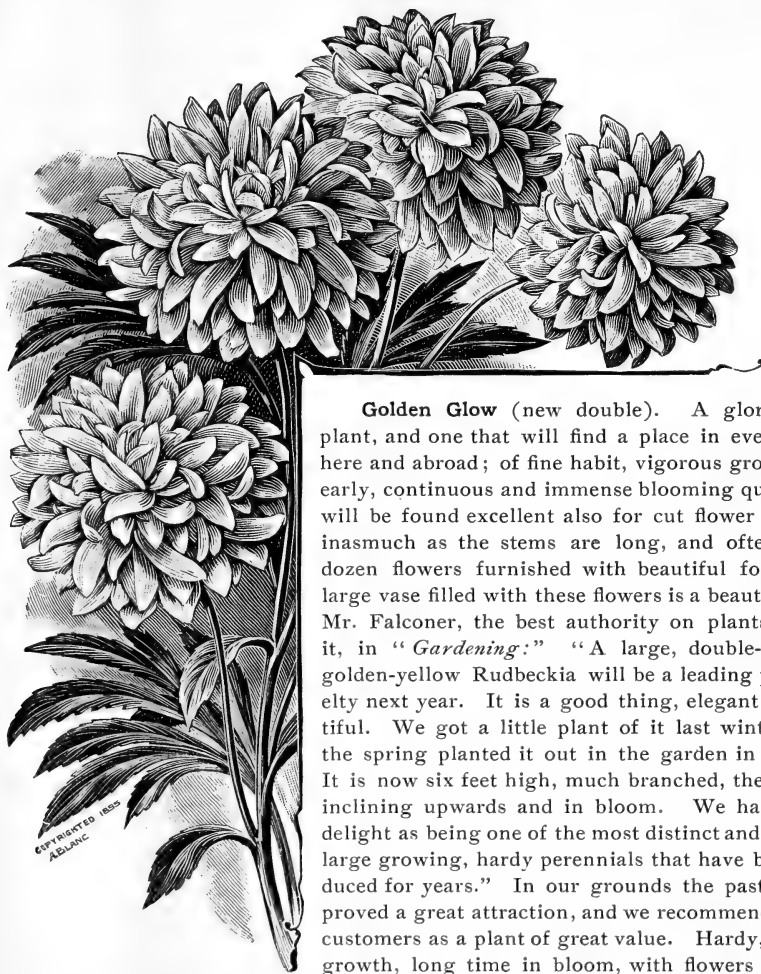 Golden Glow (new double). A glor
plant, and one that will find a place in eve
here and abroad; of fine habit, vigorous gro
early, continuous and immense blooming qu
will be found excellent also for cut flower
inasmuch as the stems are long, and ofte
dozen flowers furnished with beautiful fo
large vase filled with these flowers is a beaut
Mr. Falconer, the best authority on plants
it, in "Gardening:" "A large, double-
golden-yellow Rudbeckia will be a leading
elty next year. It is a good thing, elegant
tiful. We got a little plant of it last wint
the spring planted it out in the garden in
It is now six feet high, much branched, the
inclining upwards and in bloom. We ha
delight as being one of the most distinct and
large growing, hardy perennials that have b
duced for years." In our grounds the past
proved a great attraction, and we recommen
customers as a plant of great value. Hardy,
growth, long time in bloom, with flowers
COPYRIGHTED 1895
A. BLANC